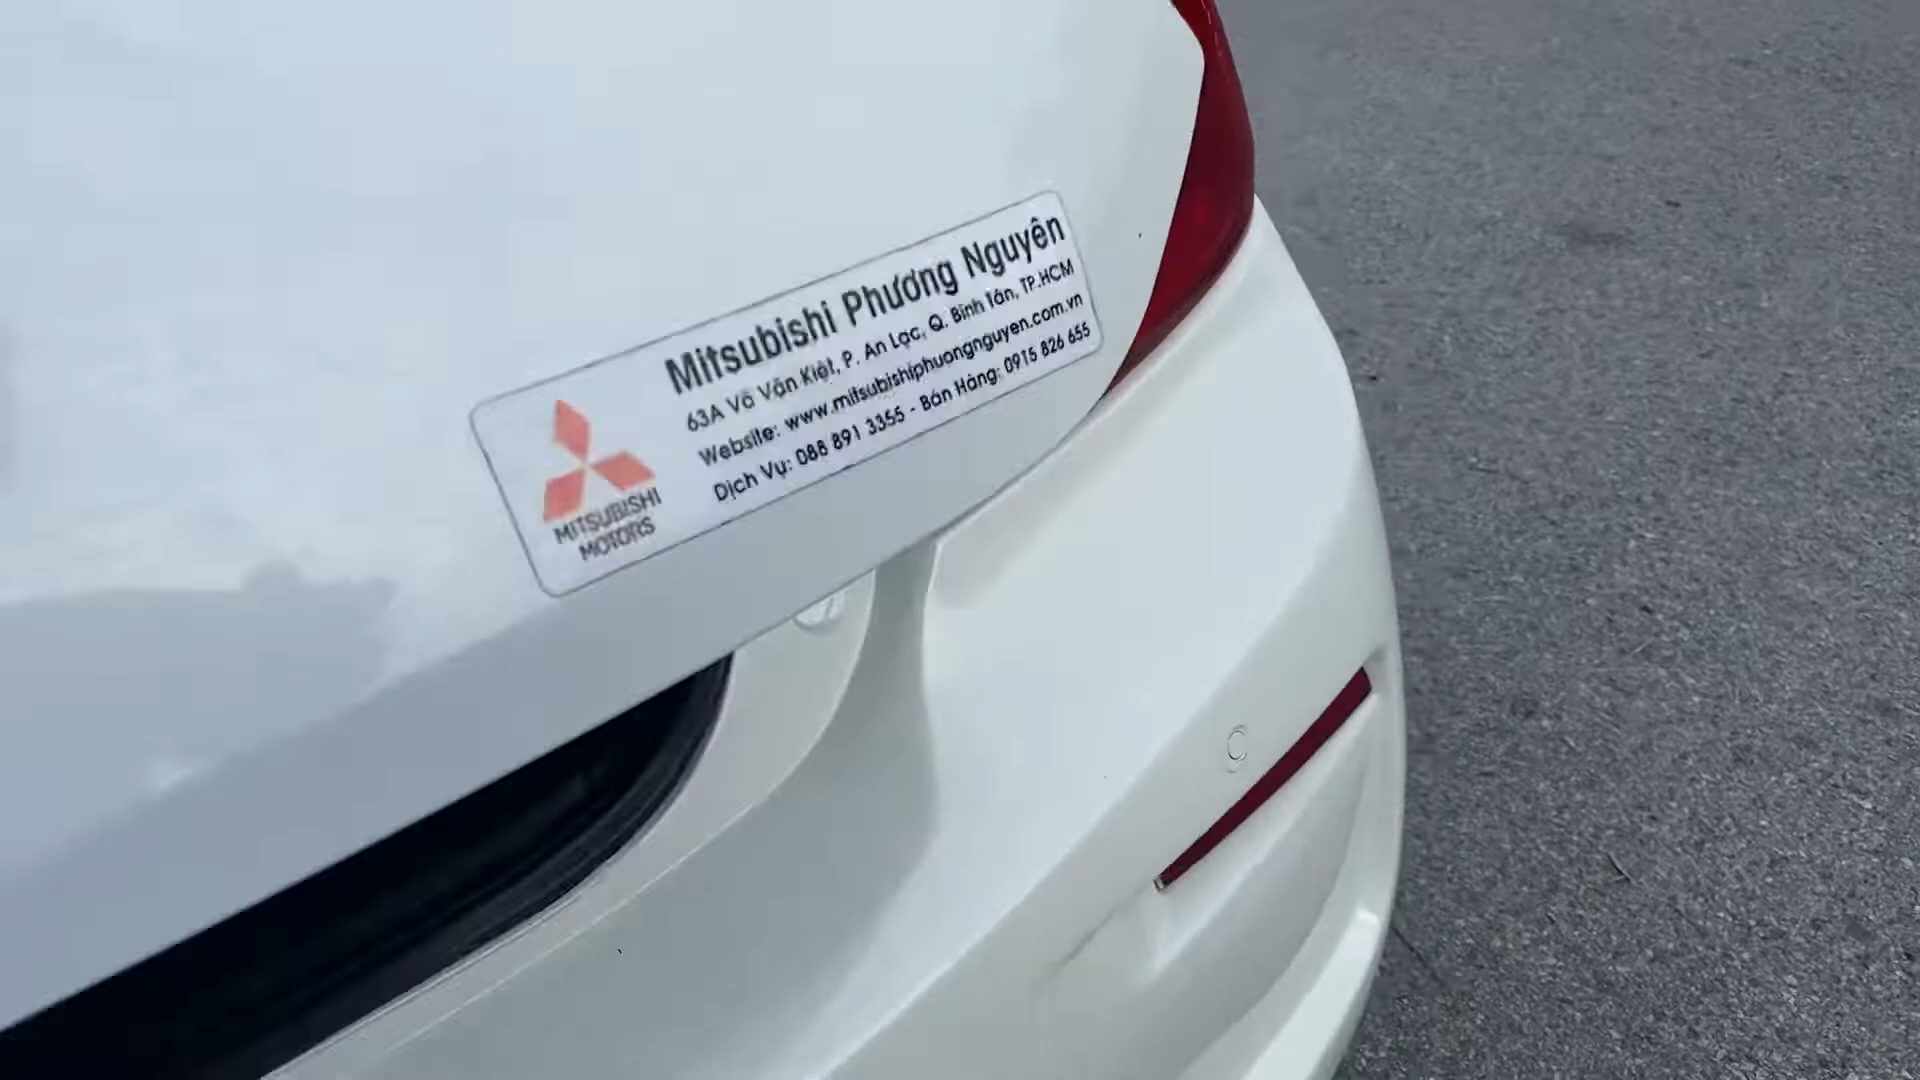 Mitsubishi Phương Nguyên
63A Võ Văn Kiệt, P. An Lạc, Q. Bình Tân, TP.HCM
Website: www.mitsubishiphuongnguyen.com.vn
Dịch Vụ: 088 891 3355 - Bán Hàng: 0915 826 655
MITSUBISHI
MOTORS